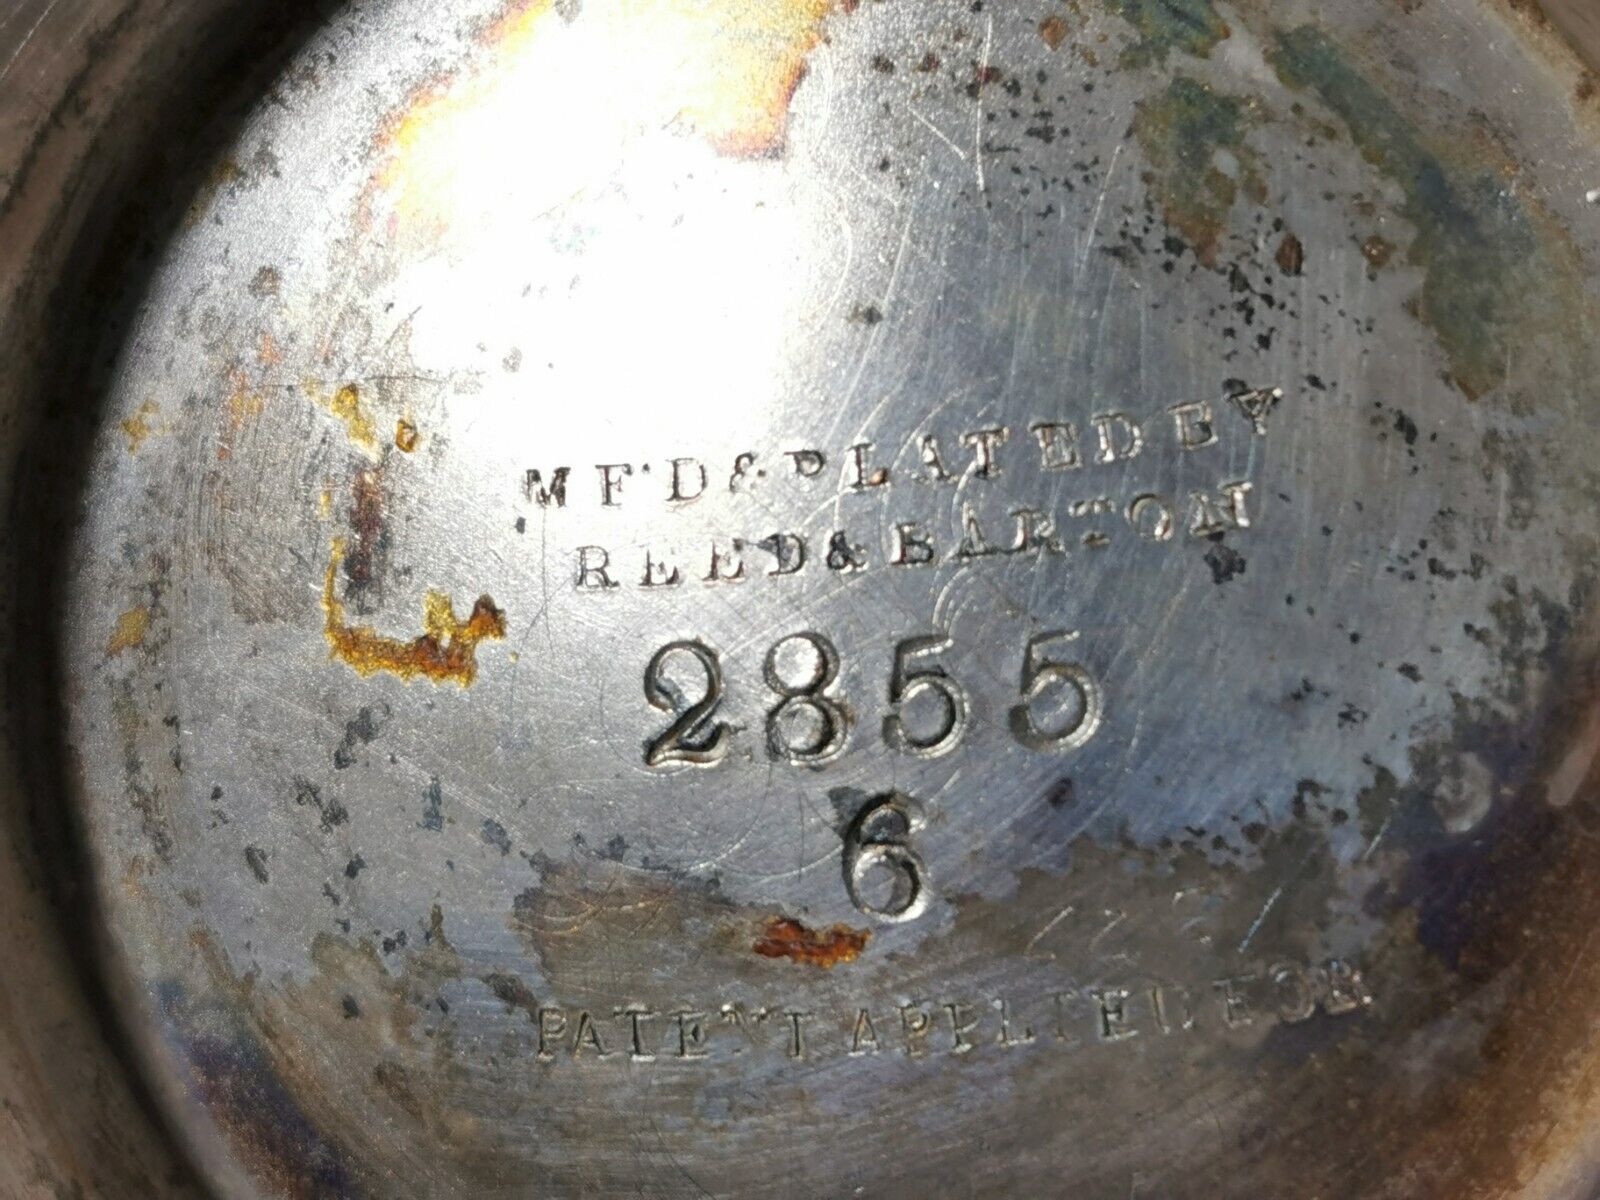 MF'D & PLATED BY
REED & BARTON
2855
6
PATENT APPLIED FOR